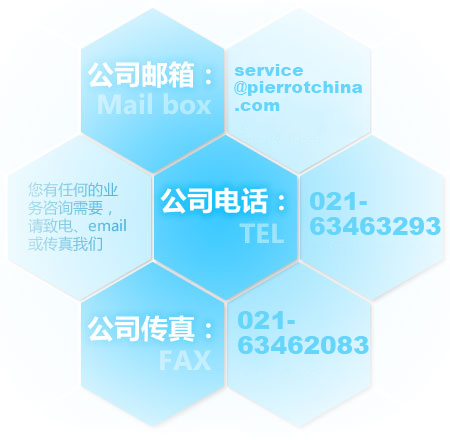 公司邮箱：
Mail box
service
@pierrotchina
.com
您有任何的业
务咨询需要，
请致电、email
或传真我们
公司电话：
TEL
021-
63463293
公司传真：
FAX
021-
63462083